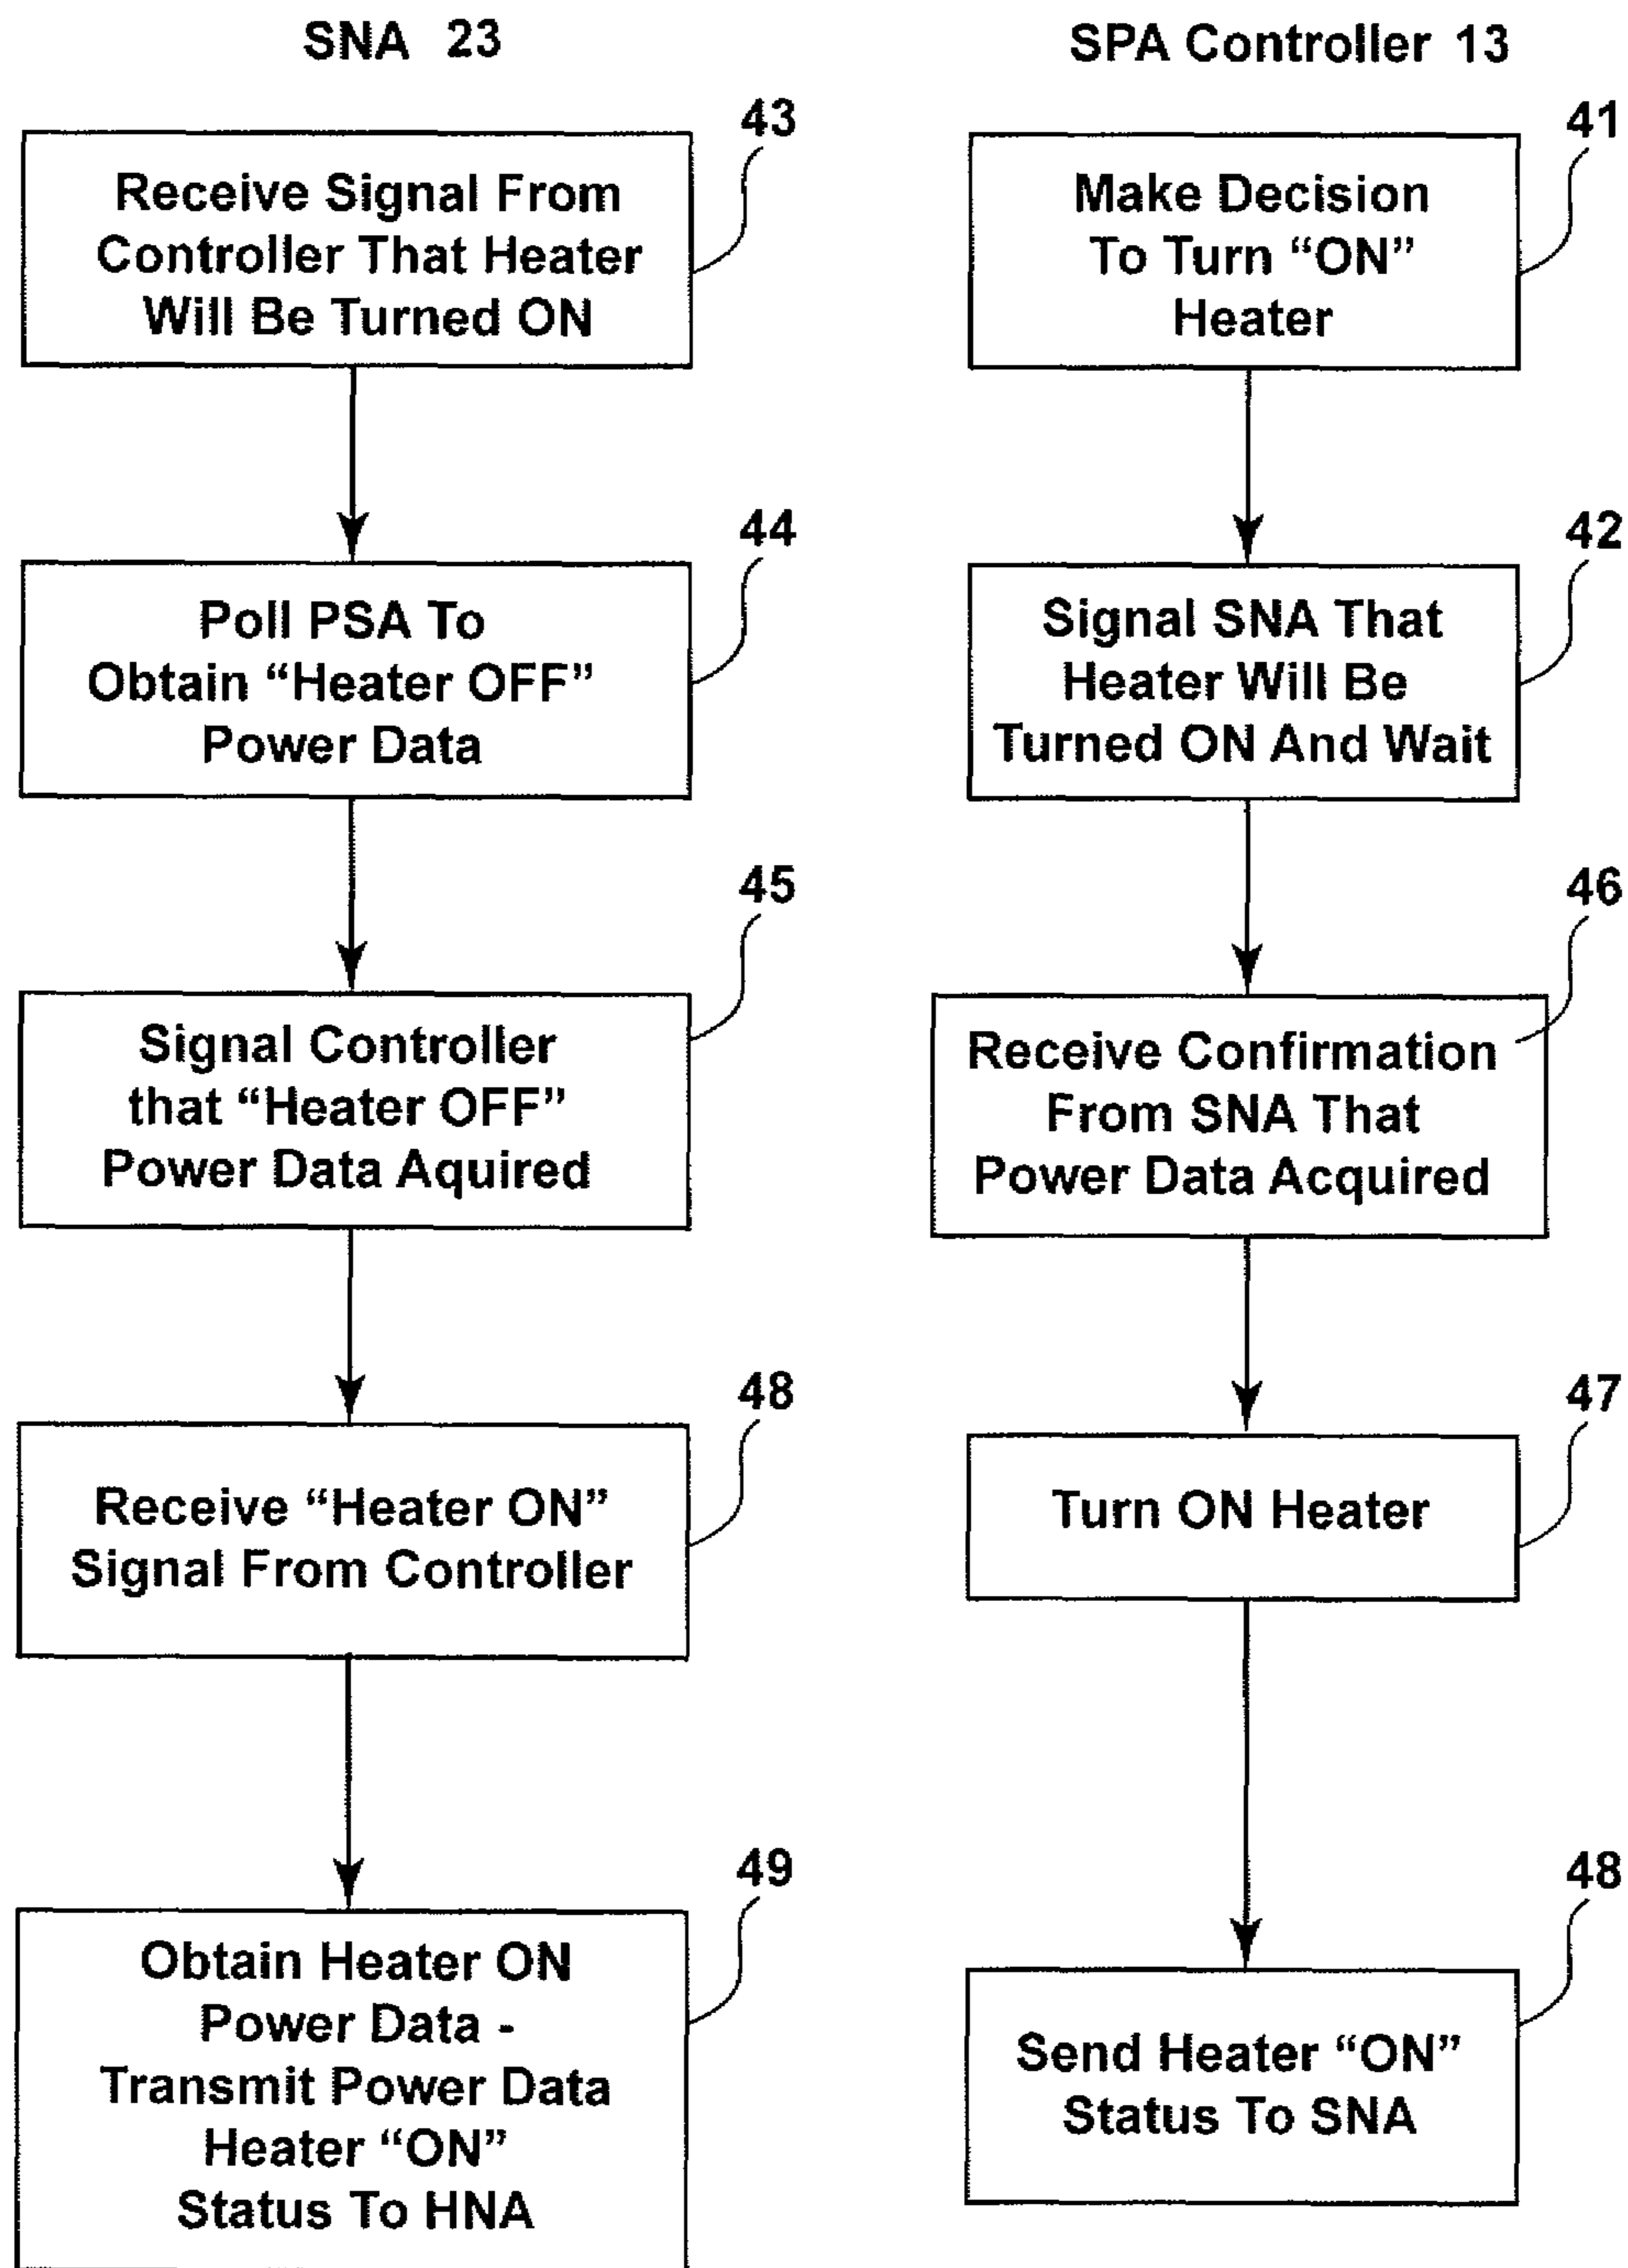 SNA 23
43
Receive Signal From
Controller That Heater
Will Be Turned ON
44
Poll PSA To
Obtain “Heater OFF”
Power Data
45
Signal Controller
that “Heater OFF”
Power Data Aquired
48
Receive “Heater ON”
Signal From Controller
49
Obtain Heater ON
Power Data -
Transmit Power Data
Heater “ON”
Status To HNA
SPA Controller 13
41
Make Decision
To Turn “ON”
Heater
42
Signal SNA That
Heater Will Be
Turned ON And Wait
46
Receive Confirmation
From SNA That
Power Data Acquired
47
Turn ON Heater
48
Send Heater “ON”
Status To SNA